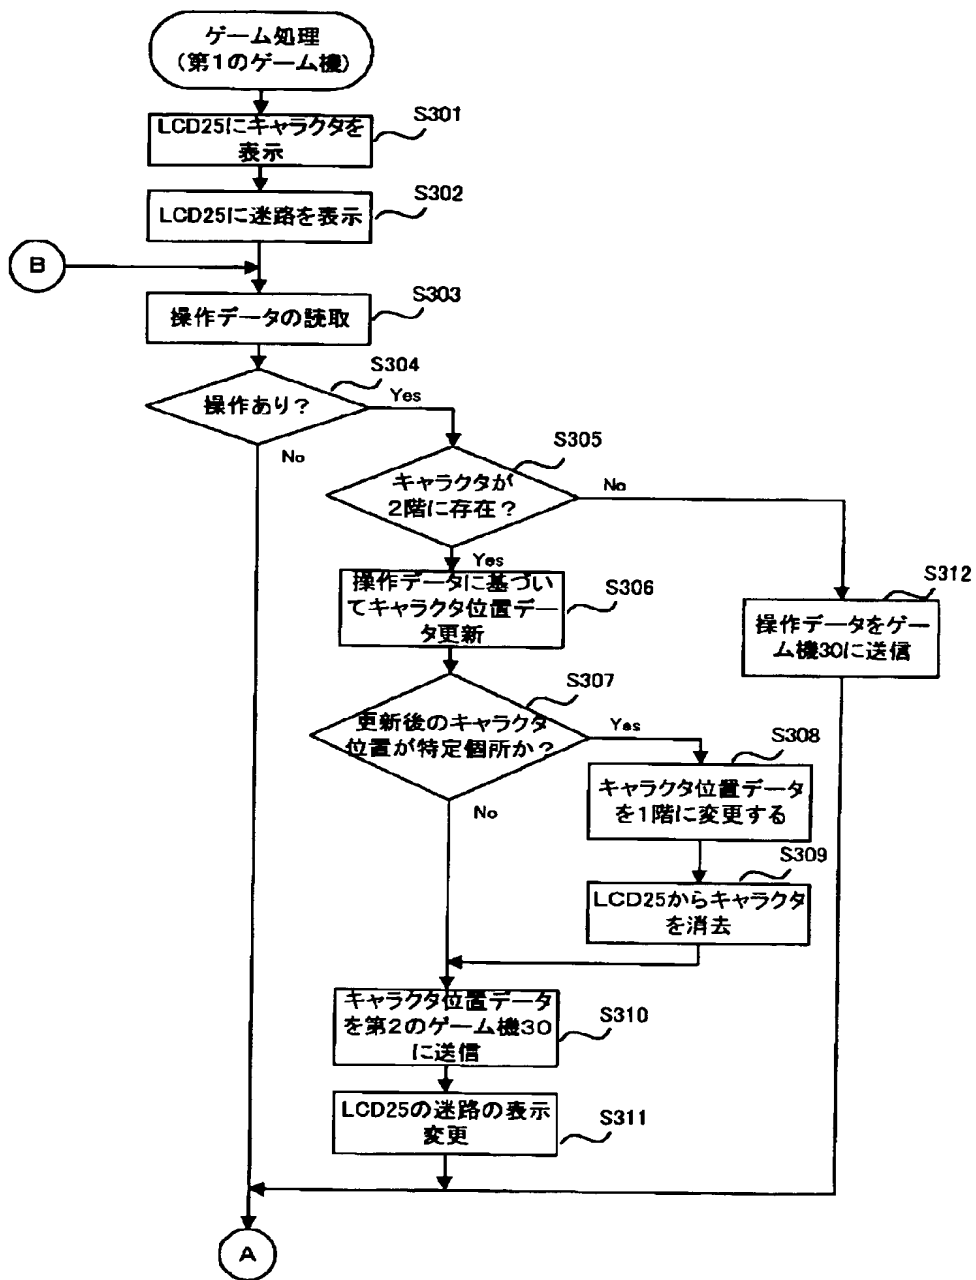 ゲーム処理
(第1のゲーム機)
S301
LCD25にキャラクタを
表示
S302
LCD25に迷路を表示
B
S303
操作データの読取
S304
操作あり?
Yes
No
S305
キャラクタが
2階に存在?
No
Yes
S306
操作データに基づい
てキャラクタ位置デー
タ更新
S312
操作データをゲー
ム機30に送信
S307
更新後のキャラクタ
位置が特定個所か?
Yes
No
S308
キャラクタ位置データ
を1階に変更する
S309
LCD25からキャラクタ
を消去
S310
キャラクタ位置データ
を第2のゲーム機30
に送信
S311
LCD25の迷路の表示
変更
A